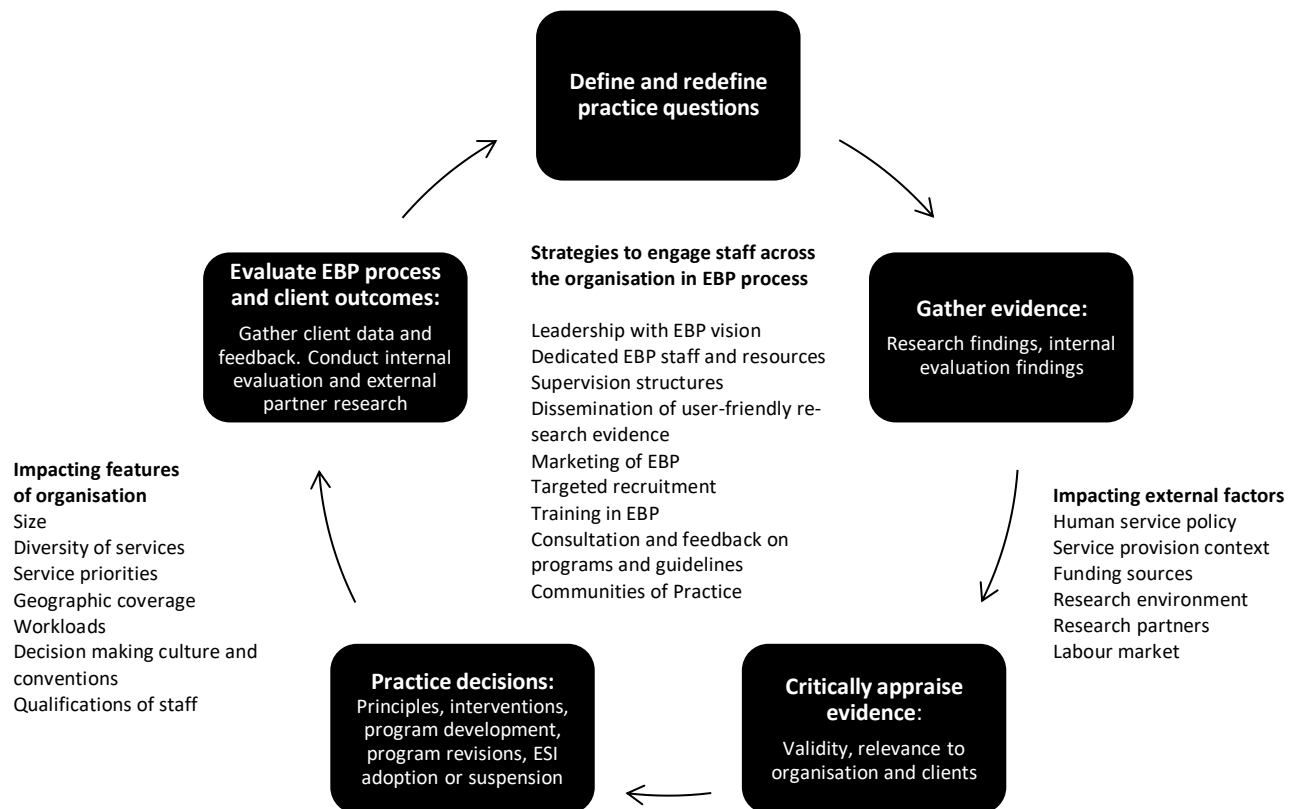 Define and redefine
practice questions
Strategies to engage staff across
the organisation in EBP process
Leadership with EBP vision
Dedicated EBP staff and resources
Supervision structures
Dissemination of user-friendly re-
search evidence
Marketing of EBP
Targeted recruitment
Training in EBP
Consultation and feedback on
programs and guidelines
Communities of Practice
Gather evidence:
Research findings, internal
evaluation findings
Impacting external factors
Human service policy
Service provision context
Funding sources
Research environment
Research partners
Labour market
Critically appraise
evidence:
Validity, relevance to
organisation and clients
Practice decisions:
Principles, interventions,
program development,
program revisions, ESI
adoption or suspension
Impacting features
of organisation
Size
Diversity of services
Service priorities
Geographic coverage
Workloads
Decision making culture and
conventions
Qualifications of staff
Evaluate EBP process
and client outcomes:
Gather client data and
feedback. Conduct internal
evaluation and external
partner research